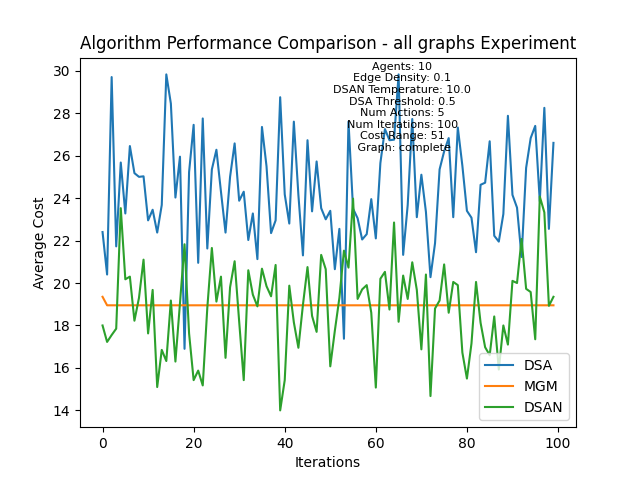 Algorithm Performance Comparison - all graphs Experiment
Agents: 10
Edge Density: 0.1
DSAN Temperature: 10.0
DSA Threshold: 0.5
Num Actions: 5
Num Iterations: 100
Cost Range: 51
Graph: complete
Average Cost
30
28
26
24
22
20
18
16
14
DSA
MGM
DSAN
0
20
40
60
80
100
Iterations